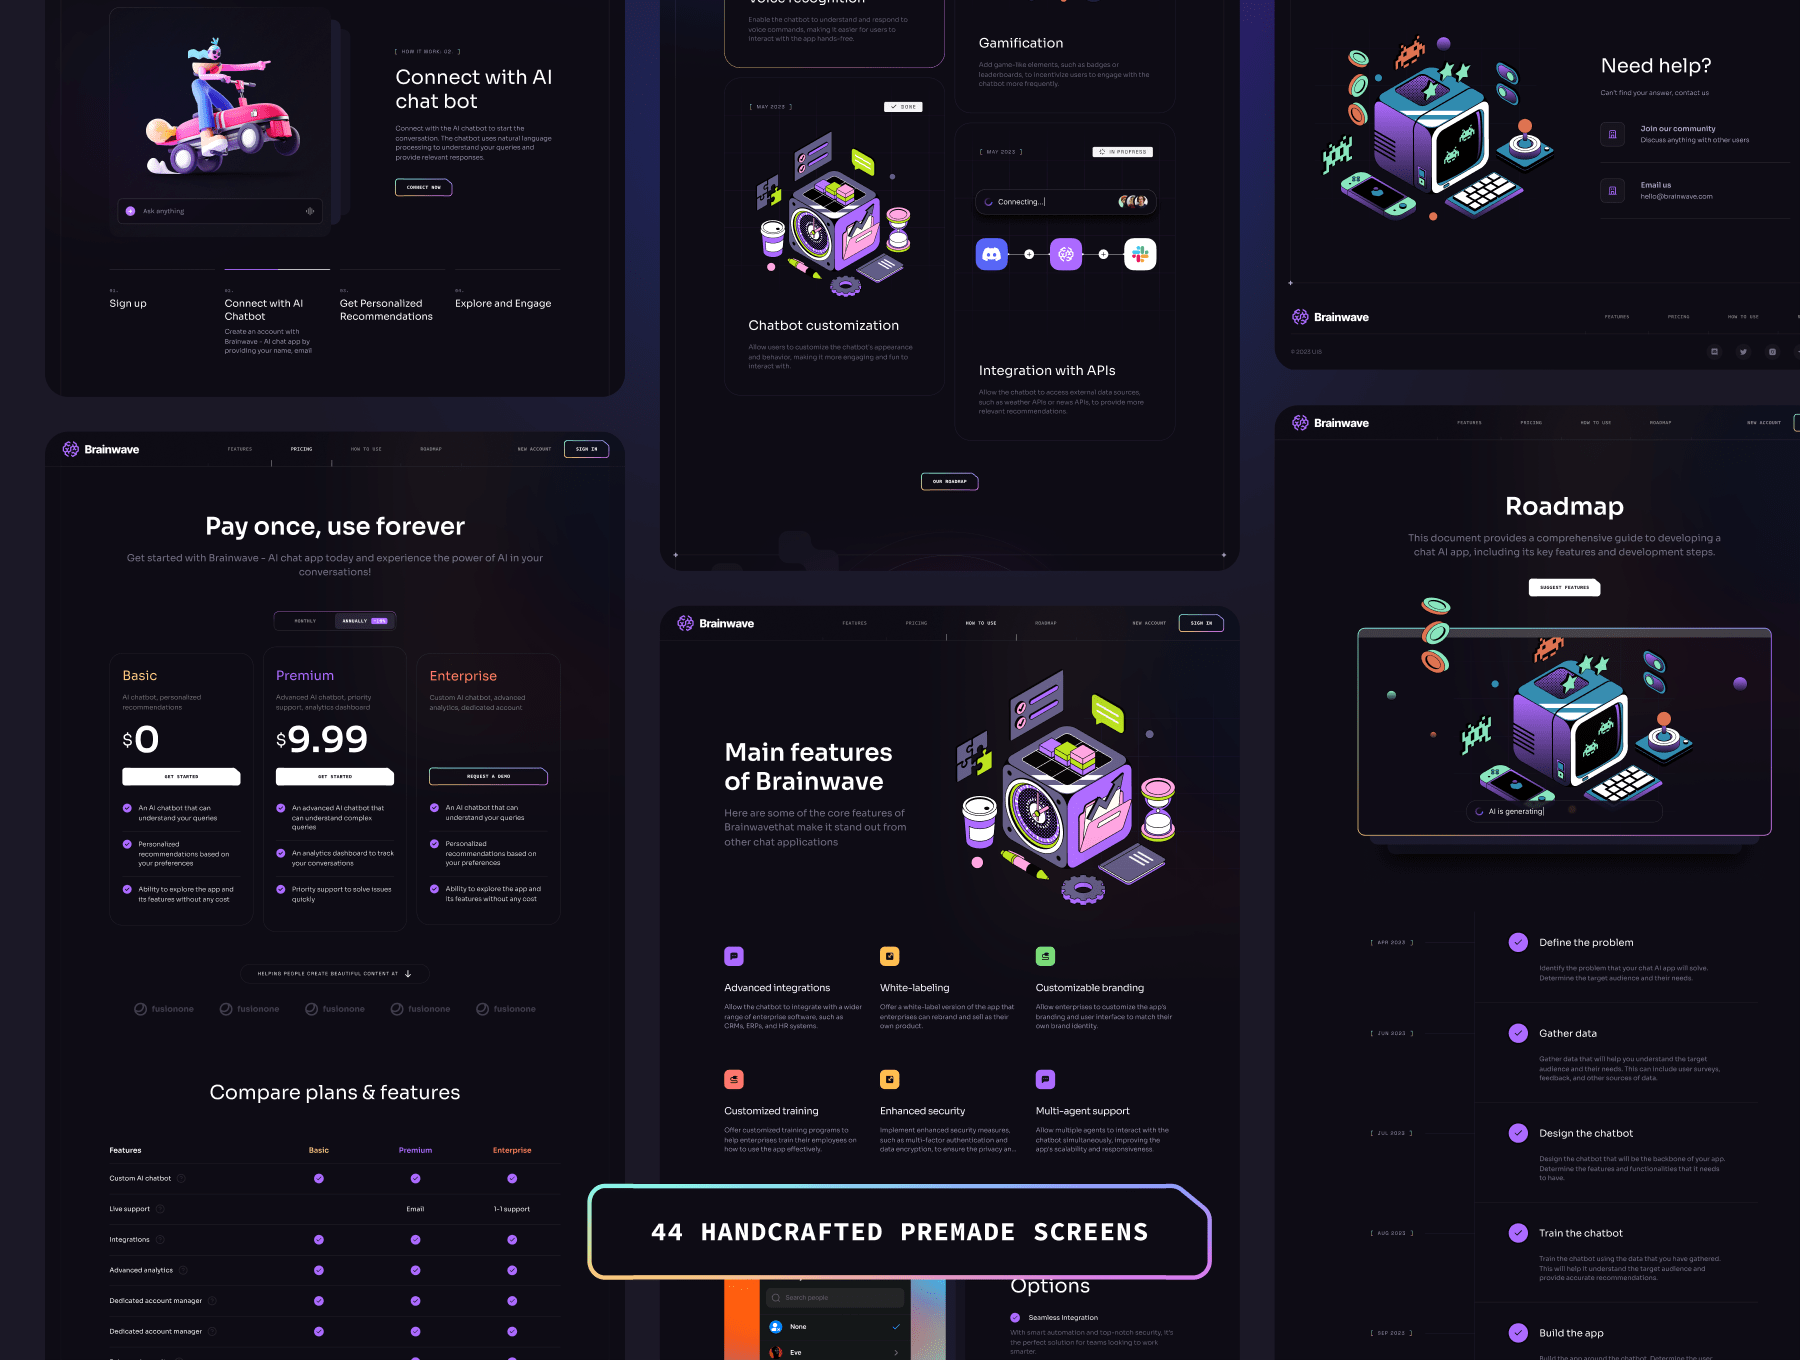 [ HOW IT WORK: 02. ]
Connect with AI
chat bot
Connect with the AI chatbot to start the
conversation. The chatbot uses natural language
processing to understand your queries and
provide relevant responses.
CONNECT NOW
Ask anything
01.
Sign up
02.
Connect with AI
Chatbot
Create an account with
Brainwave - AI chat app by
providing your name, email
03.
Get Personalized
Recommendations
04.
Explore and Engage
Brainwave
FEATURES
PRICING
HOW TO USE
ROADMAP
NEW ACCOUNT
SIGN IN
Pay once, use forever
Get started with Brainwave - AI chat app today and experience the power of AI in your
conversations!
MONTHLY
ANNUALLY -10%
Basic
AI chatbot, personalized
recommendations
$0
GET STARTED
An AI chatbot that can
understand your queries
Personalized
recommendations based on
your preferences
Ability to explore the app and
its features without any cost
Premium
Advanced AI chatbot, priority
support, analytics dashboard
$9.99
GET STARTED
An advanced AI chatbot that
can understand complex
queries
An analytics dashboard to track
your conversations
Priority support to solve issues
quickly
Enterprise
Custom AI chatbot, advanced
analytics, dedicated account
REQUEST A DEMO
An AI chatbot that can
understand your queries
Personalized
recommendations based on
your preferences
Ability to explore the app and
its features without any cost
HELPING PEOPLE CREATE BEAUTIFUL CONTENT AT
fusionone
fusionone
fusionone
fusionone
fusionone
Compare plans & features
Features Basic Premium Enterprise
Custom AI chatbot
Live support Email 1-1 support
Integrations
Advanced analytics
Dedicated account manager
Dedicated account manager
Voice recognition
Enable the chatbot to understand and respond to
voice commands, making it easier for users to
interact with the app hands-free.
[ MAY 2023 ]
DONE
Chatbot customization
Allow users to customize the chatbot's appearance
and behavior, making it more engaging and fun to
interact with.
Gamification
Add game-like elements, such as badges or
leaderboards, to incentivize users to engage with the
chatbot more frequently.
[ MAY 2023 ]
IN PROGRESS
Connecting...|
Integration with APIs
Allow the chatbot to access external data sources,
such as weather APIs or news APIs, to provide more
relevant recommendations.
OUR ROADMAP
Brainwave
FEATURES
PRICING
HOW TO USE
ROADMAP
NEW ACCOUNT
SIGN IN
Main features
of Brainwave
Here are some of the core features of
Brainwavethat make it stand out from
other chat applications
Advanced integrations
Allow the chatbot to integrate with a wider
range of enterprise software, such as
CRMs, ERPs, and HR systems.
White-labeling
Offer a white-label version of the app that
enterprises can rebrand and sell as their
own product.
Customizable branding
Allow enterprises to customize the app's
branding and user interface to match their
own brand identity.
Customized training
Offer customized training programs to
help enterprises train their employees on
how to use the app effectively.
Enhanced security
Implement enhanced security measures,
such as multi-factor authentication and
data encryption, to ensure the privacy an...
Multi-agent support
Allow multiple agents to interact with the
chatbot simultaneously, improving the
app's scalability and responsiveness.
44 HANDCRAFTED PREMADE SCREENS
Search people
None
Eve
Options
Seamless Integration
With smart automation and top-notch security, it's
the perfect solution for teams looking to work
smarter.
Need help?
Can't find your answer, contact us
Join our community
Discuss anything with other users
Email us
hello@brainwave.com
Brainwave
FEATURES
PRICING
HOW TO USE
© 2023 UI8
Brainwave
FEATURES
PRICING
HOW TO USE
ROADMAP
NEW ACCOUNT
Roadmap
This document provides a comprehensive guide to developing a
chat AI app, including its key features and development steps.
SUGGEST FEATURES
AI is generating|
[ APR 2023 ]
Define the problem
Identify the problem that your chat AI app will solve.
Determine the target audience and their needs.
[ JUN 2023 ]
Gather data
Gather data that will help you understand the target
audience and their needs. This can include user surveys,
feedback, and other sources of data.
[ JUL 2023 ]
Design the chatbot
Design the chatbot that will be the backbone of your app.
Determine the features and functionalities that it needs
to have.
[ AUG 2023 ]
Train the chatbot
Train the chatbot using the data that you have gathered.
This will help it understand the target audience and
provide accurate recommendations.
[ SEP 2023 ]
Build the app
Build the app around the chatbot. Determine the user